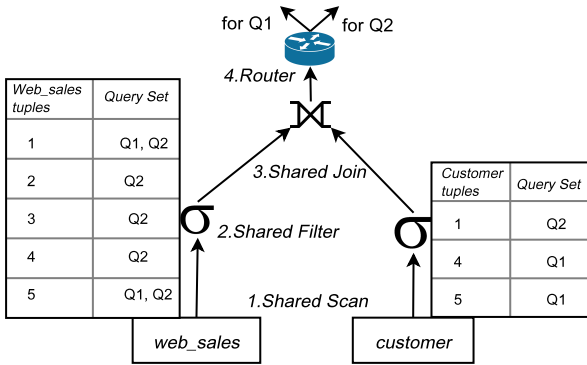 for Q1
for Q2
4.Router
Web_sales tuples
Query Set
1
Q1, Q2
2
Q2
3
Q2
4
Q2
5
Q1, Q2
3.Shared Join
σ
2.Shared Filter
σ
Customer tuples
Query Set
1
Q2
4
Q1
5
Q1
1.Shared Scan
web_sales
customer